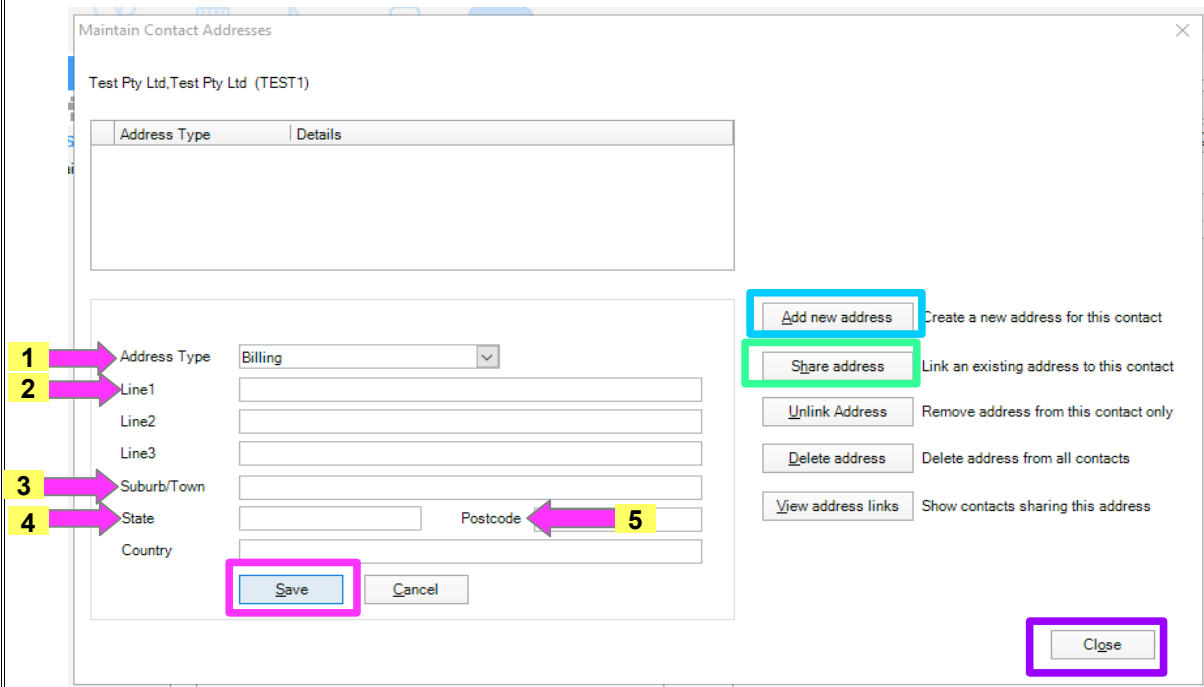 Maintain Contact Addresses
Test Pty Ltd,Test Pty Ltd (TEST1)
Address Type Details
Add new address Create a new address for this contact
1 Address Type Billing
Share address Link an existing address to this contact
2 Line1
Line2
Unlink Address Remove address from this contact only
Line3
Delete address Delete address from all contacts
3 Suburb/Town
4 State Postcode 5
View address links Show contacts sharing this address
Country
Save Cancel
Close